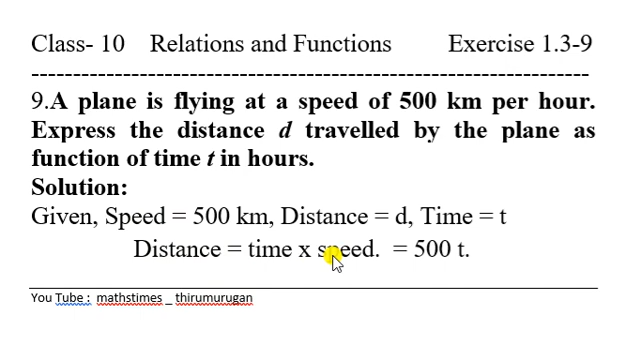 Class- 10 Relations and Functions Exercise 1.3-9
--------------------------------------------------------------------
9.A plane is flying at a speed of 500 km per hour.
Express the distance d travelled by the plane as
function of time t in hours.
Solution:
Given, Speed = 500 km, Distance = d, Time = t
Distance = time x speed. = 500 t.
You Tube : mathstimes _ thirumurugan